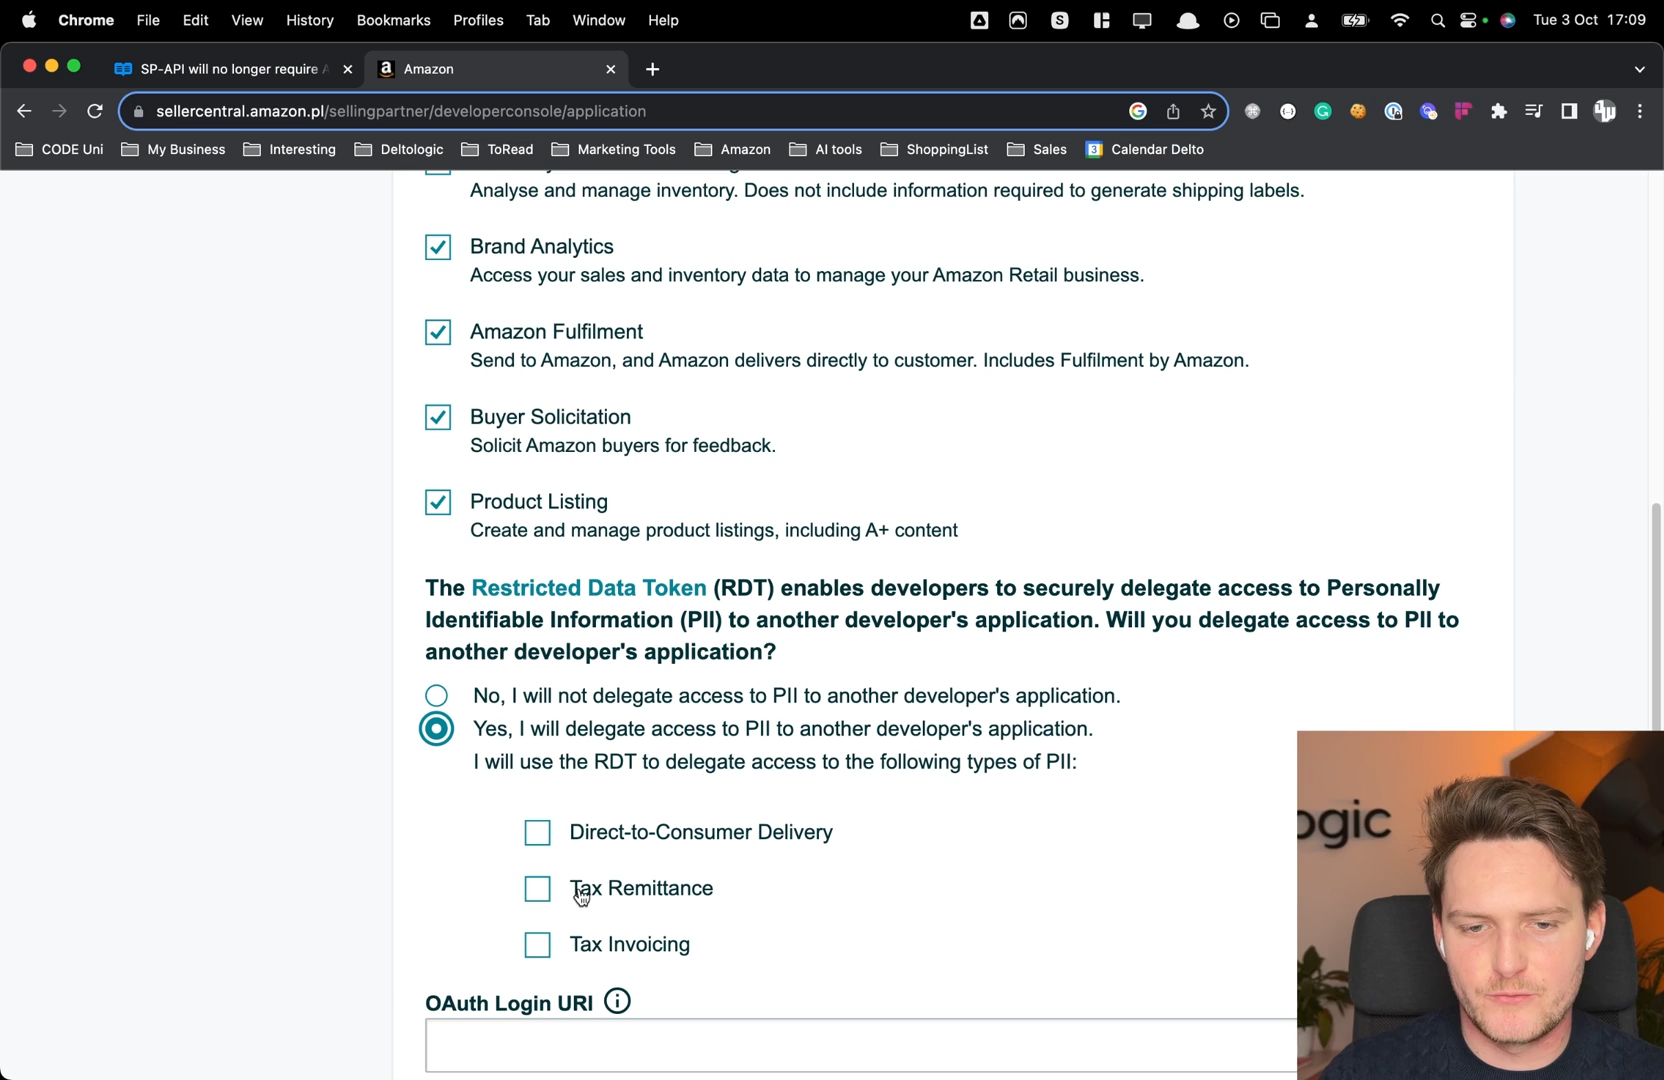 Chrome File Edit View History Bookmarks Profiles Tab Window Help Tue 3 Oct 17:09
SP-API will no longer require
Amazon
sellercentral.amazon.pl/sellingpartner/developerconsole/application
CODE Uni My Business Interesting Deltologic ToRead Marketing Tools Amazon AI tools ShoppingList Sales Calendar Delto
Analyse and manage inventory. Does not include information required to generate shipping labels.
Brand Analytics
Access your sales and inventory data to manage your Amazon Retail business.
Amazon Fulfilment
Send to Amazon, and Amazon delivers directly to customer. Includes Fulfilment by Amazon.
Buyer Solicitation
Solicit Amazon buyers for feedback.
Product Listing
Create and manage product listings, including A+ content
The Restricted Data Token (RDT) enables developers to securely delegate access to Personally
Identifiable Information (PII) to another developer's application. Will you delegate access to PII to
another developer's application?
No, I will not delegate access to PII to another developer's application.
Yes, I will delegate access to PII to another developer's application.
I will use the RDT to delegate access to the following types of PII:
Direct-to-Consumer Delivery
Tax Remittance
Tax Invoicing
OAuth Login URI
ogic